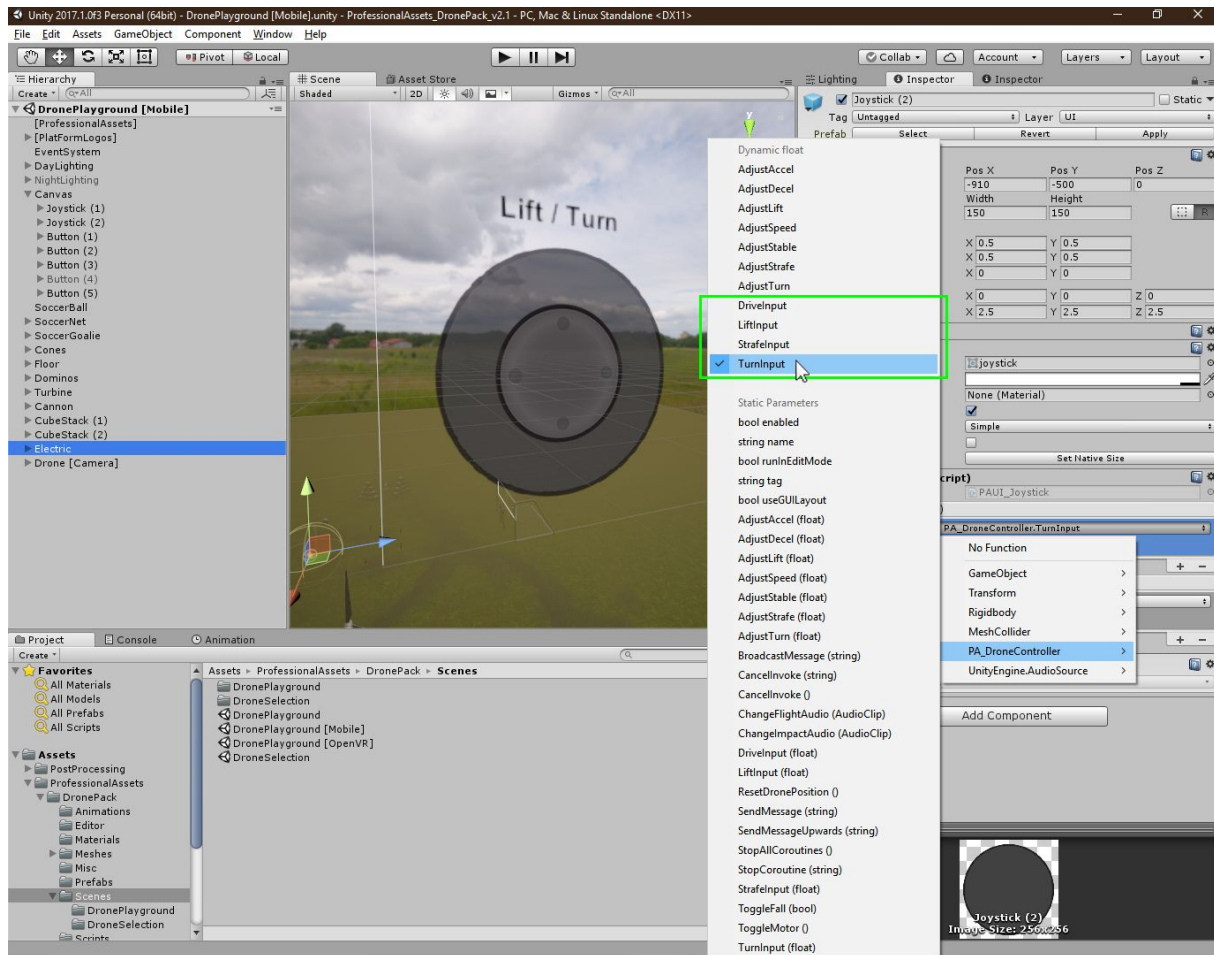 Unity 2017.1.0f3 Personal (64bit) - DronePlayground [Mobile].unity - ProfessionalAssets_DronePack_v2.1 - PC, Mac & Linux Standalone <DX11>
File Edit Assets GameObject Component Window Help
Pivot Local Collab Account Layers Layout
Hierarchy
Create All
DronePlayground [Mobile]
[ProfessionalAssets]
[PlatFormLogos]
EventSystem
DayLighting
NightLighting
Canvas
Joystick (1)
Joystick (2)
Button (1)
Button (2)
Button (3)
Button (4)
Button (5)
SoccerBall
SoccerNet
SoccerGoalie
Cones
Floor
Dominos
Turbine
Cannon
CubeStack (1)
CubeStack (2)
Electric
Drone [Camera]
Scene Asset Store
Shaded 2D Gizmos All
y
Lift / Turn
Dynamic float
AdjustAccel
AdjustDecel
AdjustLift
AdjustSpeed
AdjustStable
AdjustStrafe
AdjustTurn
DriveInput
LiftInput
StrafeInput
TurnInput
Static Parameters
bool enabled
string name
bool runInEditMode
string tag
bool useGUILayout
AdjustAccel (float)
AdjustDecel (float)
AdjustLift (float)
AdjustSpeed (float)
AdjustStable (float)
AdjustStrafe (float)
AdjustTurn (float)
BroadcastMessage (string)
CancelInvoke (string)
CancelInvoke ()
ChangeFlightAudio (AudioClip)
ChangeImpactAudio (AudioClip)
DriveInput (float)
LiftInput (float)
ResetDronePosition ()
SendMessage (string)
SendMessageUpwards (string)
StopAllCoroutines ()
StopCoroutine (string)
StrafeInput (float)
ToggleFall (bool)
ToggleMotor ()
TurnInput (float)
Lighting Inspector Inspector
Joystick (2) Static
Tag Untagged Layer UI
Prefab Select Revert Apply
Pos X Pos Y Pos Z
-910 -500 0
Width Height
150 150 R
X 0.5 Y 0.5
X 0.5 Y 0.5
X 0 Y 0
X 0 Y 0 Z 0
X 2.5 Y 2.5 Z 2.5
joystick
None (Material)
Simple
Set Native Size
cript)
PAUI_Joystick
)
PA_DroneController.TurnInput
No Function
GameObject
Transform
Rigidbody
MeshCollider
PA_DroneController
UnityEngine.AudioSource
Add Component
Joystick (2)
Image Size: 256x256
Project Console Animation
Create
Favorites
All Materials
All Models
All Prefabs
All Scripts
Assets
PostProcessing
ProfessionalAssets
DronePack
Animations
Editor
Materials
Meshes
Misc
Prefabs
Scenes
DronePlayground
DroneSelection
Scripts
Assets ▸ ProfessionalAssets ▸ DronePack ▸ Scenes
DronePlayground
DroneSelection
DronePlayground
DronePlayground [Mobile]
DronePlayground [OpenVR]
DroneSelection